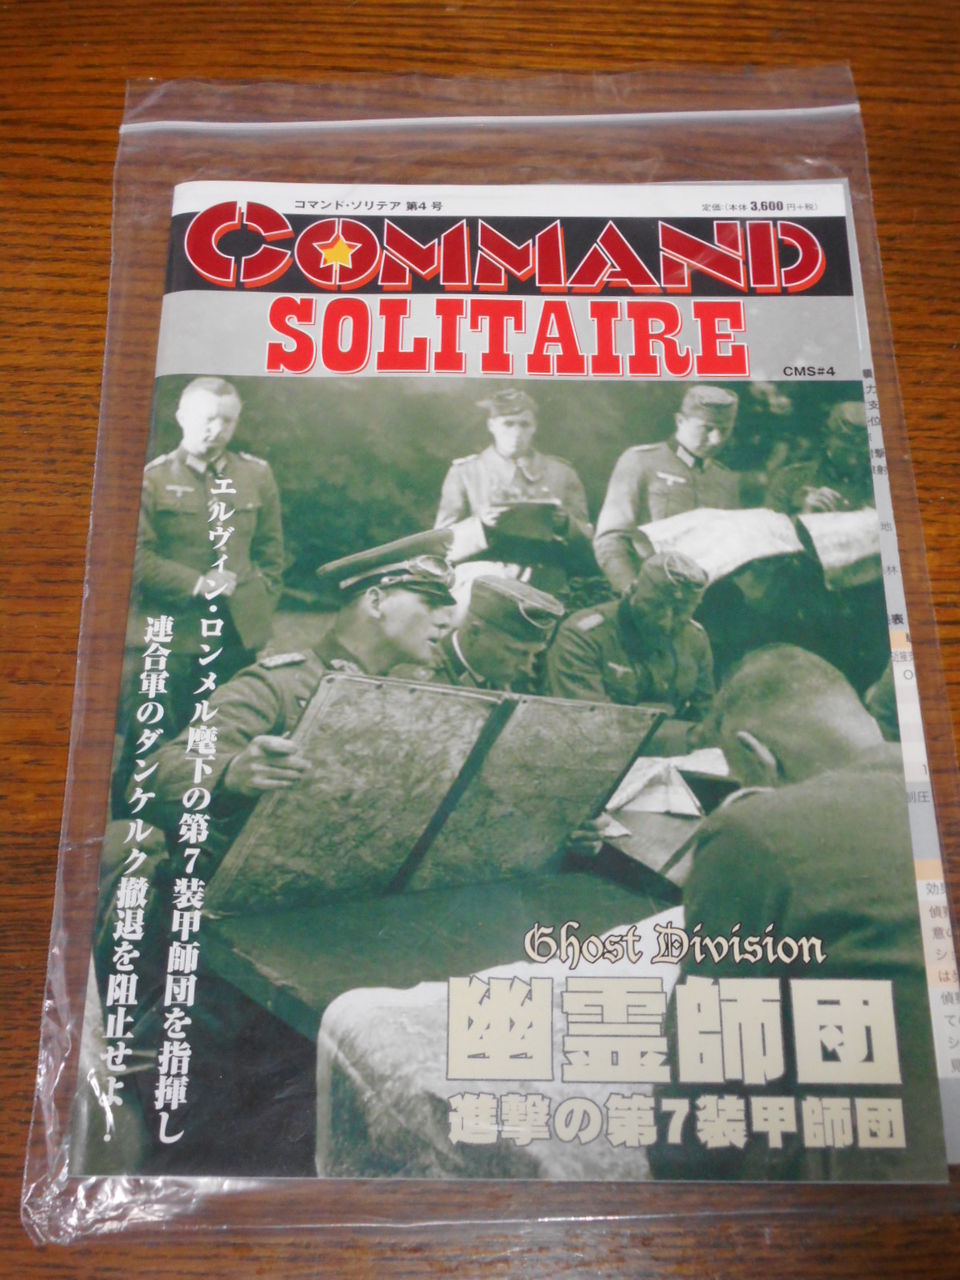 コマンド・ソリテア 第4号
定価：(本体3,600円+税)
COMMAND
SOLITAIRE
CMS#4
エルヴィン・ロンメル麾下の第7装甲師団を指揮し
連合軍のダンケルク撤退を阻止せよ！
Ghost Division
幽霊師団
進撃の第7装甲師団